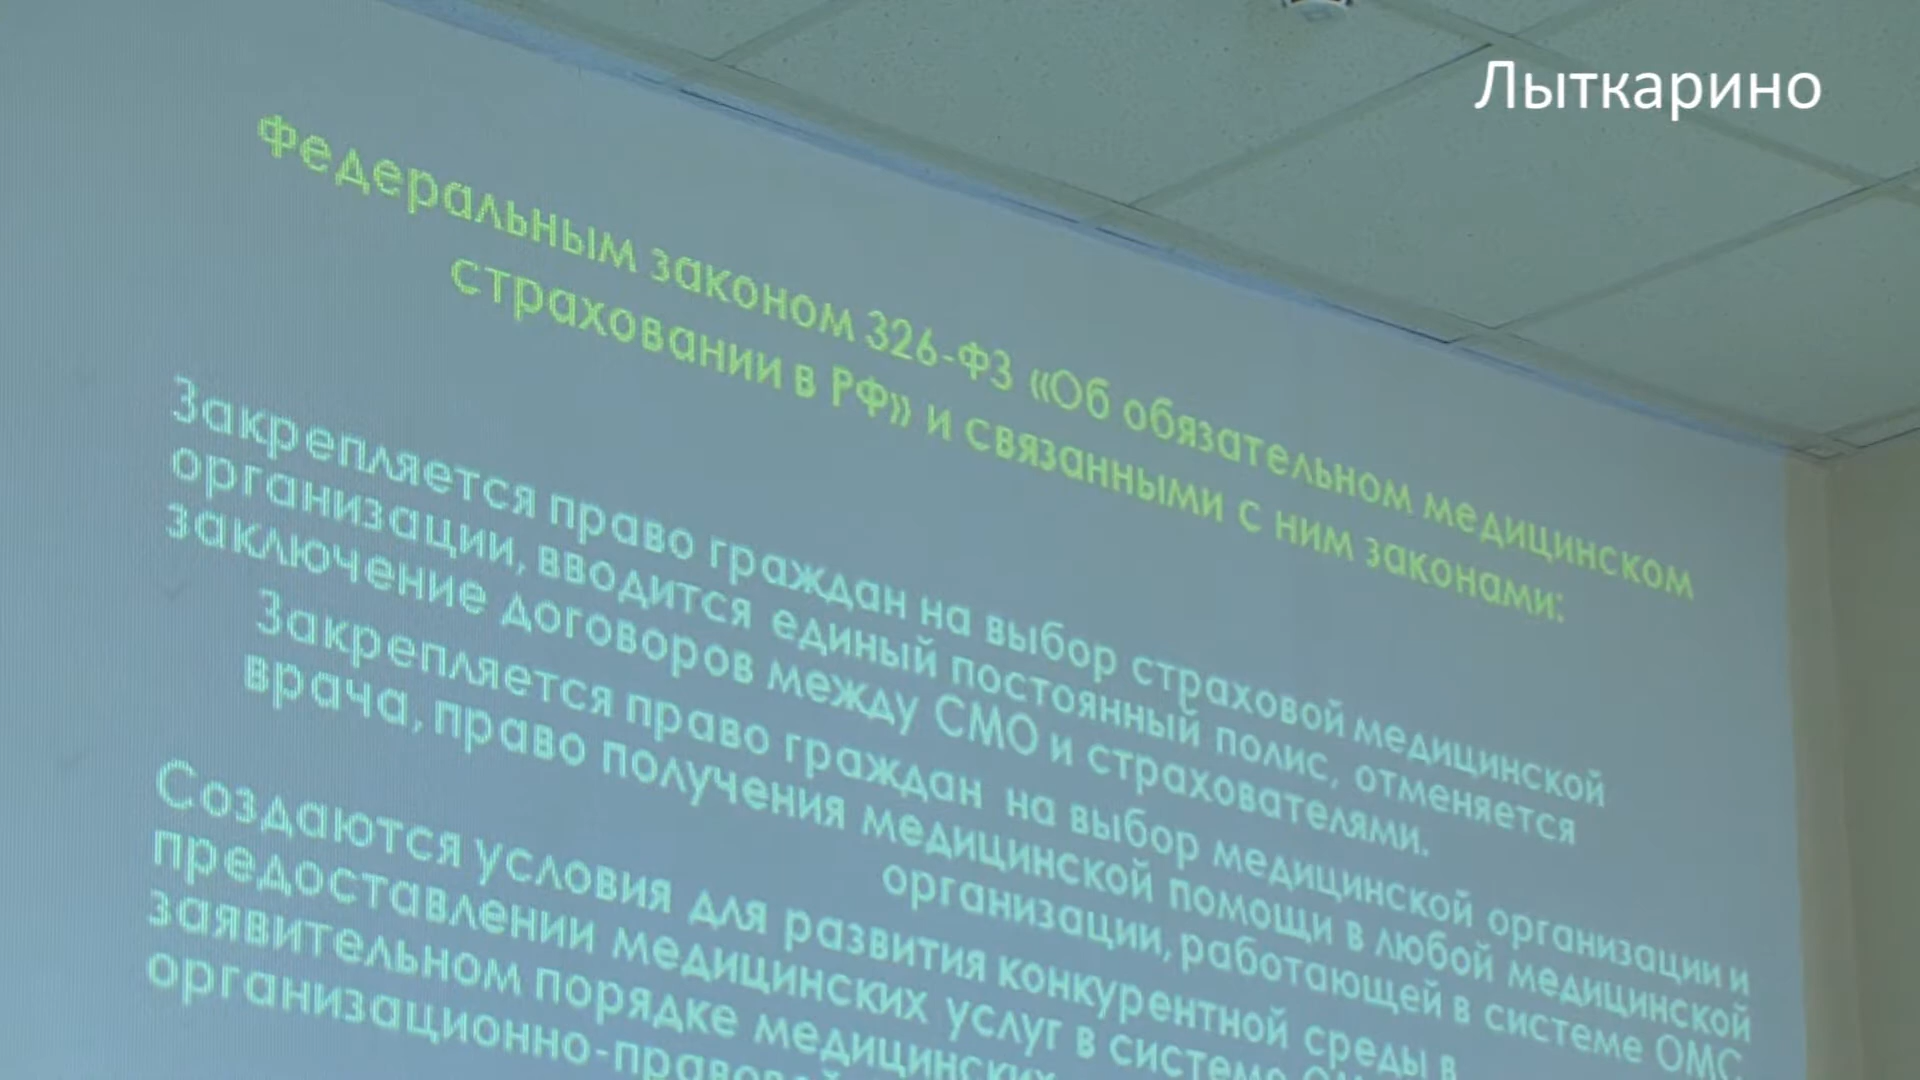 Лыткарино
Федеральным законом 326-ФЗ «Об обязательном медицинском
страховании в РФ» и связанными с ним законами:
Закрепляется право граждан на выбор страховой медицинской
организации, вводится единый постоянный полис, отменяется
заключение договоров между СМО и страхователями.
Закрепляется право граждан на выбор медицинской организации и
врача, право получения медицинской помощи в любой медицинской
организации, работающей в системе ОМС
Создаются условия для развития конкурентной среды в
предоставлении медицинских услуг в системе
заявительном порядке медицинских
организационно-правовой